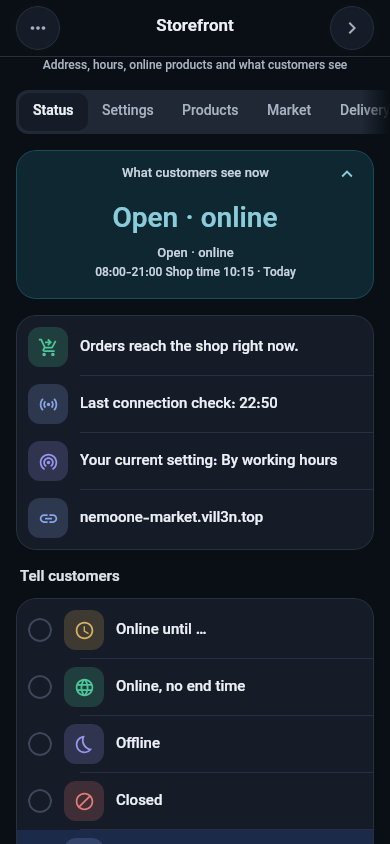 Storefront
Address, hours, online products and what customers see
Status
Settings
Products
Market
Delivery
What customers see now
Open · online
Open · online
08:00–21:00 Shop time 10:15 · Today
Orders reach the shop right now.
Last connection check: 22:50
Your current setting: By working hours
nemoone-market.vill3n.top
Tell customers
Online until …
Online, no end time
Offline
Closed